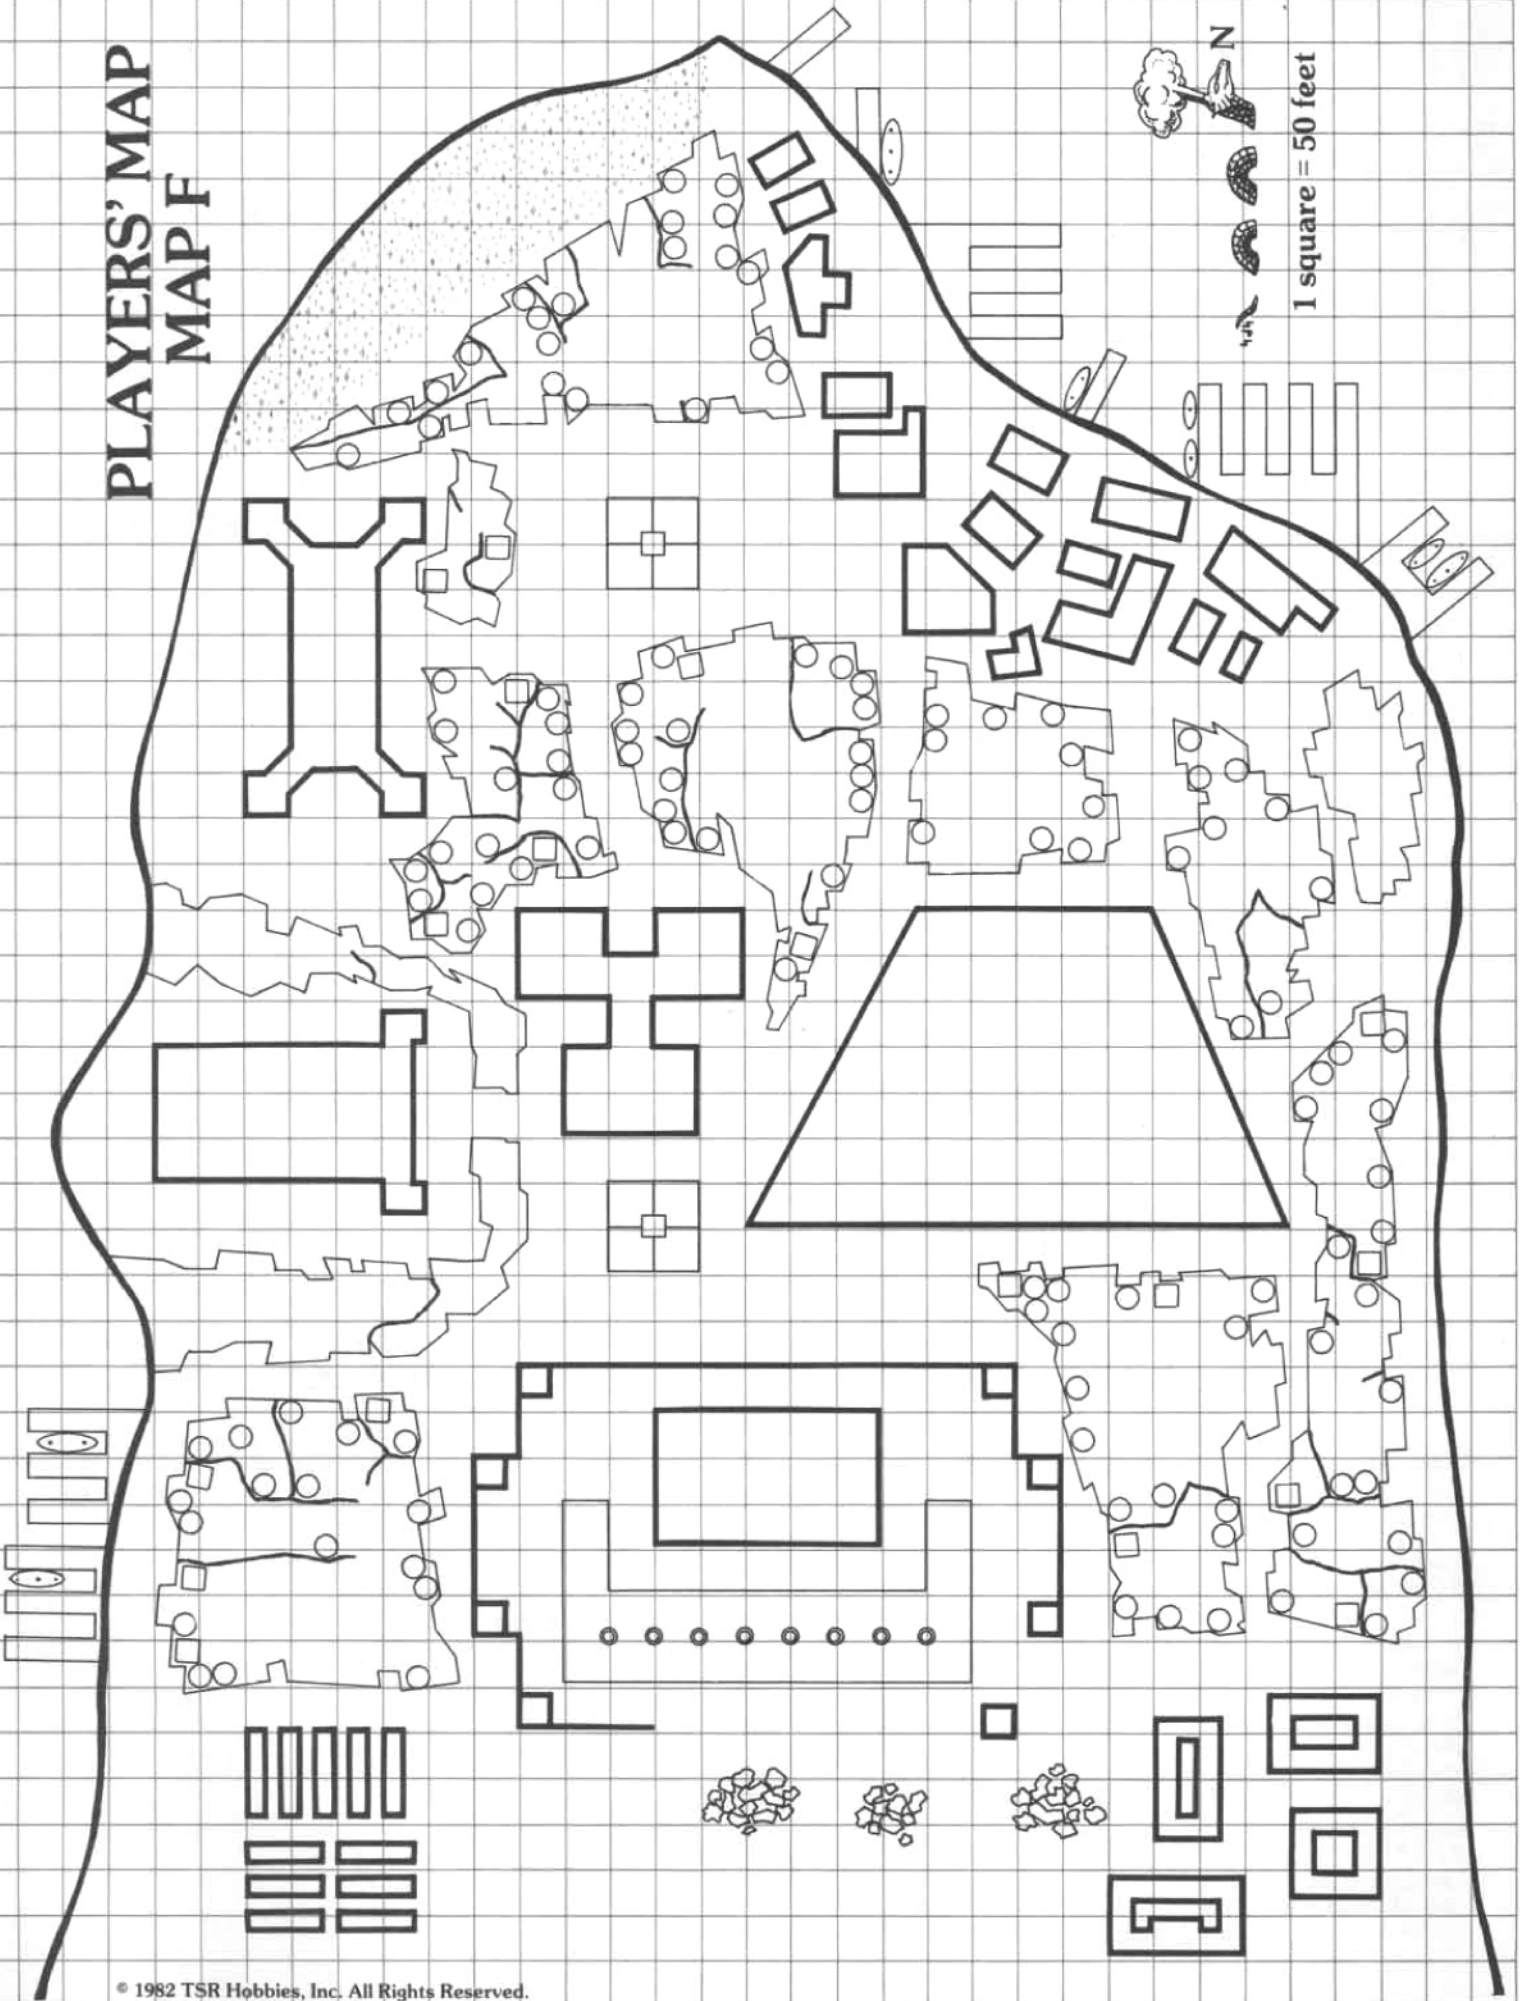 PLAYERS' MAP
MAP F
N
1 square = 50 feet
© 1982 TSR Hobbies, Inc. All Rights Reserved.